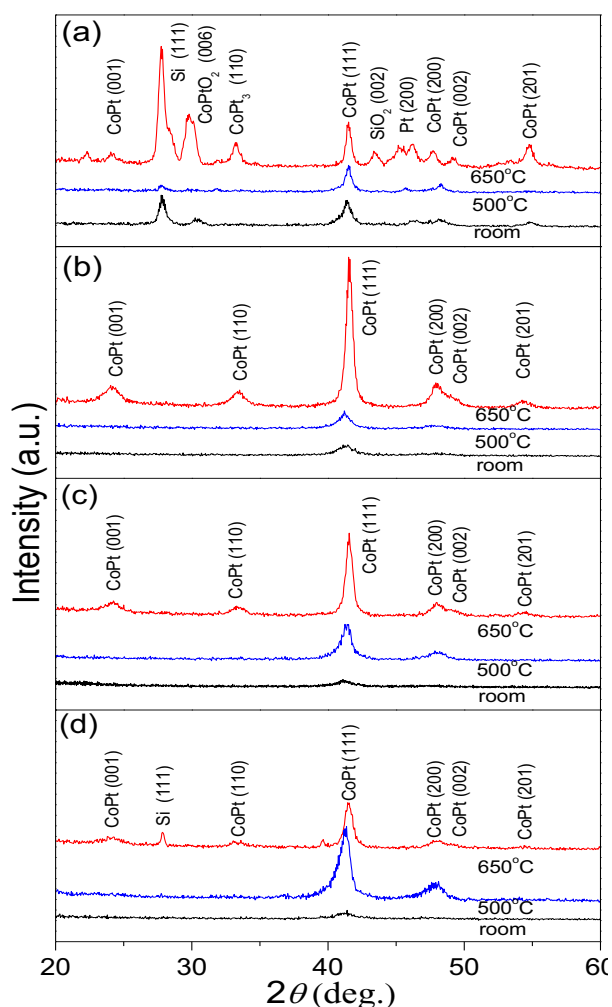 (a)
CoPt (001)
Si (111)
CoPtO₂ (006)
CoPt₃ (110)
CoPt (111)
SiO₂ (002)
Pt (200)
CoPt (200)
CoPt (002)
CoPt (201)
650°C
500°C
room
(b)
CoPt (001)
CoPt (110)
CoPt (111)
CoPt (200)
CoPt (002)
CoPt (201)
650°C
500°C
room
(c)
CoPt (001)
CoPt (110)
CoPt (111)
CoPt (200)
CoPt (002)
CoPt (201)
650°C
500°C
room
(d)
CoPt (001)
Si (111)
CoPt (110)
CoPt (111)
CoPt (200)
CoPt (002)
CoPt (201)
650°C
500°C
room
Intensity (a.u.)
20 30 40 50 60
2θ (deg.)